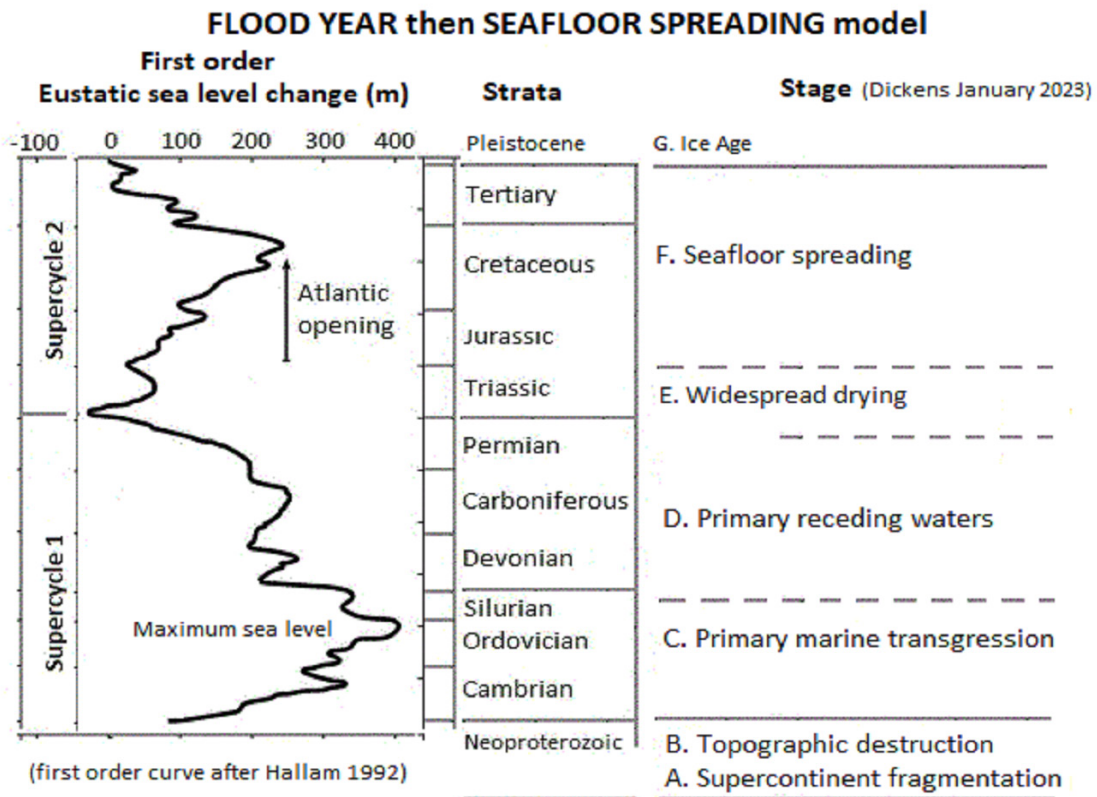 FLOOD YEAR then SEAFLOOR SPREADING model
First order
Eustatic sea level change (m)
Strata
Stage (Dickens January 2023)
-100 0 100 200 300 400
Pleistocene
G. Ice Age
Tertiary
Supercycle 2
Cretaceous
F. Seafloor spreading
Atlantic
opening
Jurassic
Triassic
E. Widespread drying
Permian
Carboniferous
D. Primary receding waters
Devonian
Supercycle 1
Silurian
Maximum sea level
Ordovician
C. Primary marine transgression
Cambrian
Neoproterozoic
B. Topographic destruction
(first order curve after Hallam 1992)
A. Supercontinent fragmentation